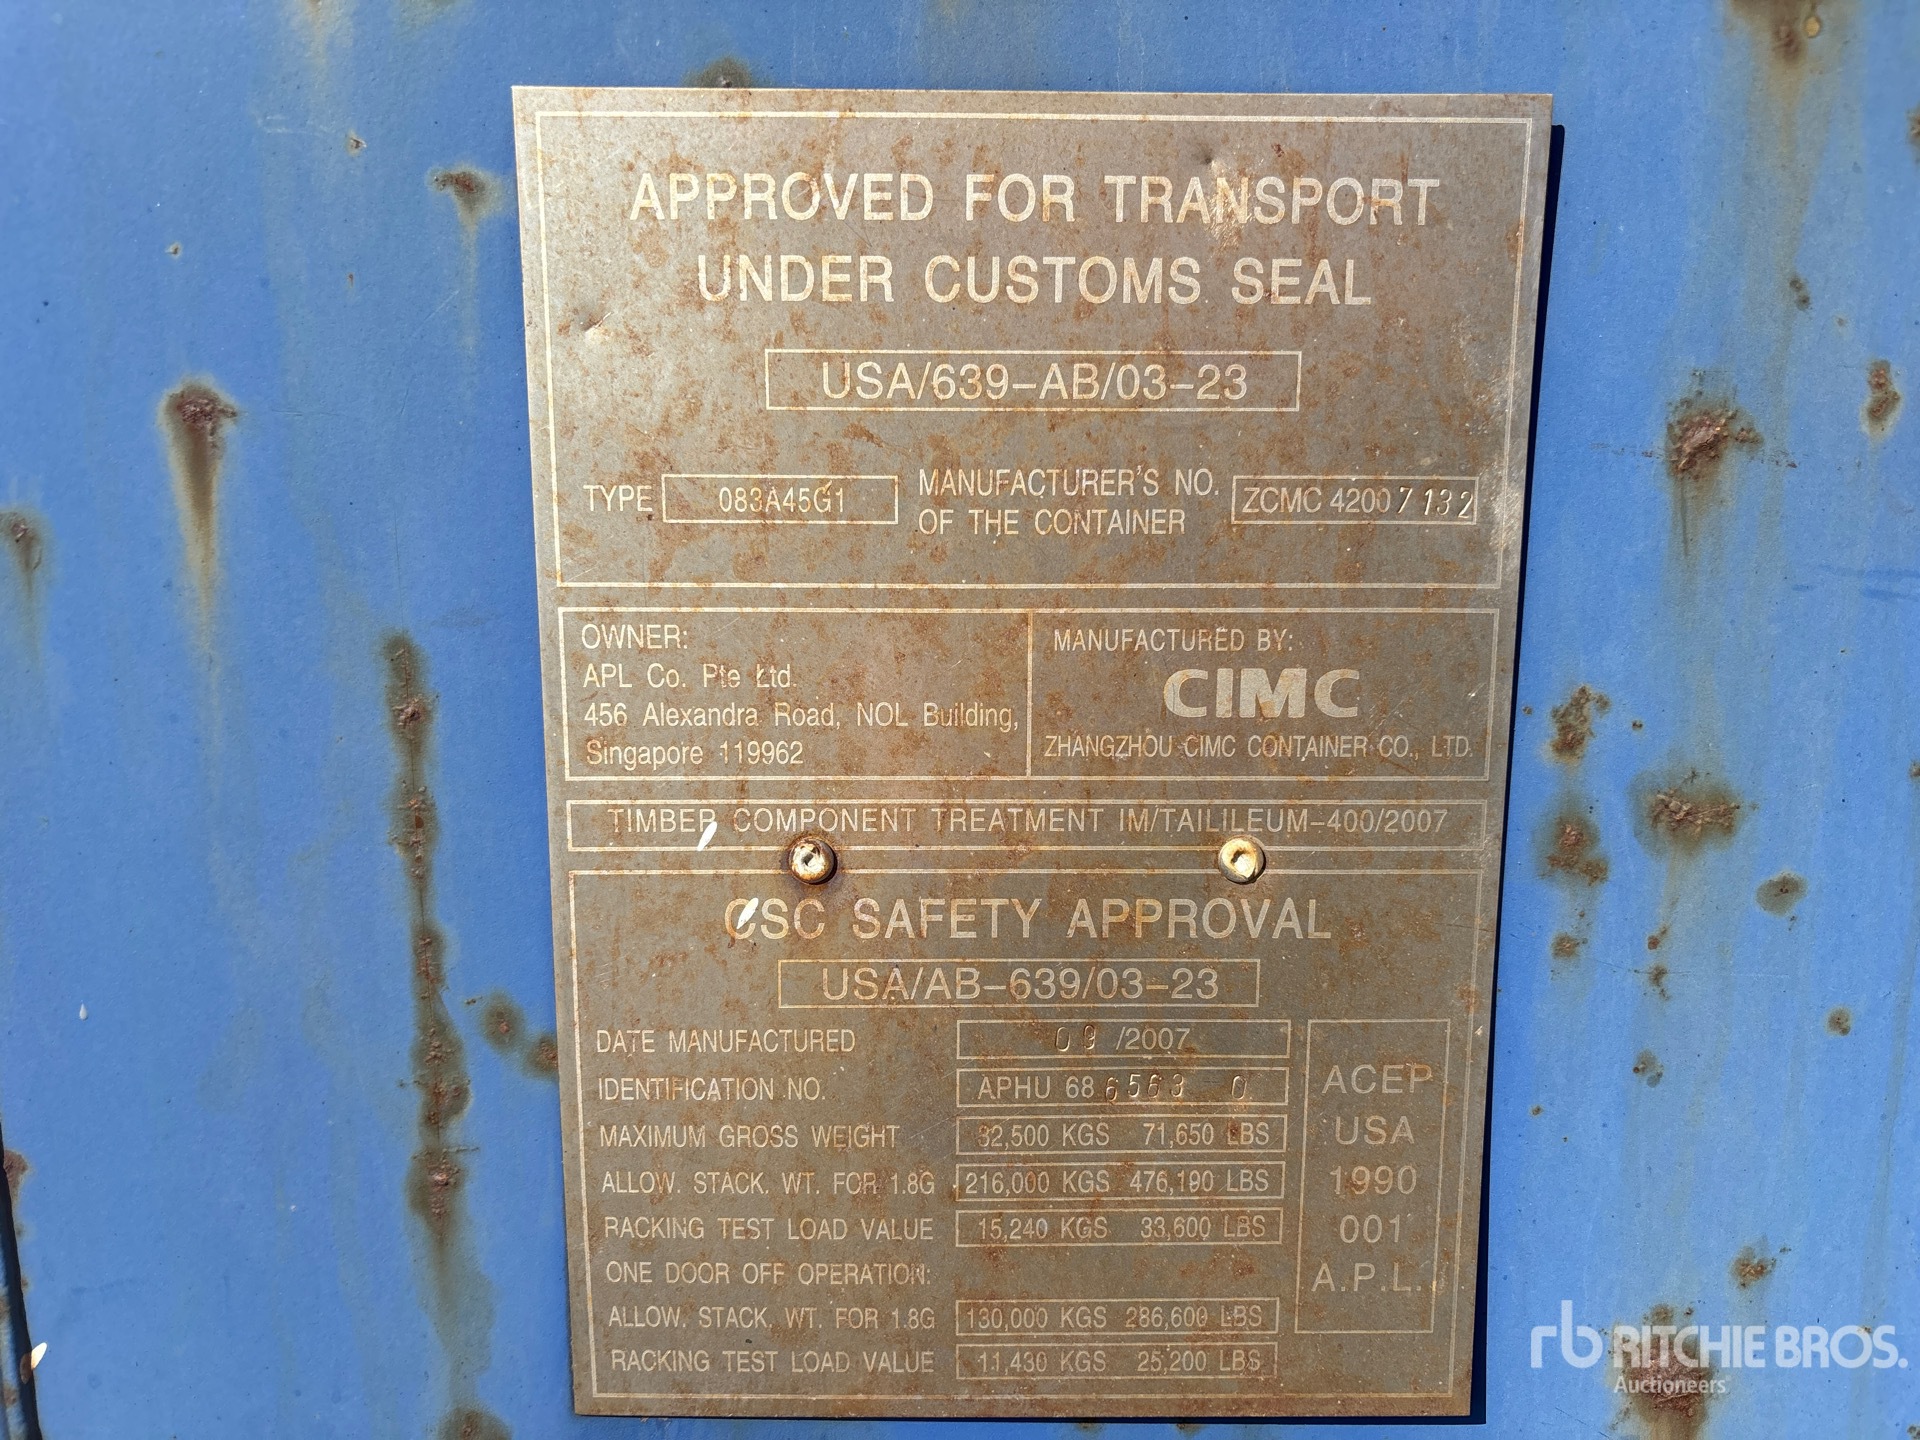 APPROVED FOR TRANSPORT
UNDER CUSTOMS SEAL
USA/639-AB/03-23
TYPE 083A45G1 MANUFACTURER'S NO. OF THE CONTAINER ZCMC 4200 7132
OWNER:
APL Co. Pte Ltd.
456 Alexandra Road, NOL Building,
Singapore 119962
MANUFACTURED BY:
CIMC
ZHANGZHOU CIMC CONTAINER CO., LTD.
TIMBER COMPONENT TREATMENT IM/TAILILEUM-400/2007
CSC SAFETY APPROVAL
USA/AB-639/03-23
DATE MANUFACTURED 09 /2007
IDENTIFICATION NO. APHU 68 6563 0
MAXIMUM GROSS WEIGHT 32,500 KGS 71,650 LBS
ALLOW. STACK. WT. FOR 1.8G 216,000 KGS 476,190 LBS
RACKING TEST LOAD VALUE 15,240 KGS 33,600 LBS
ONE DOOR OFF OPERATION:
ALLOW. STACK. WT. FOR 1.8G 130,000 KGS 286,600 LBS
RACKING TEST LOAD VALUE 11,430 KGS 25,200 LBS
ACEP
USA
1990
001
A.P.L.
rb RITCHIE BROS.
Auctioneers